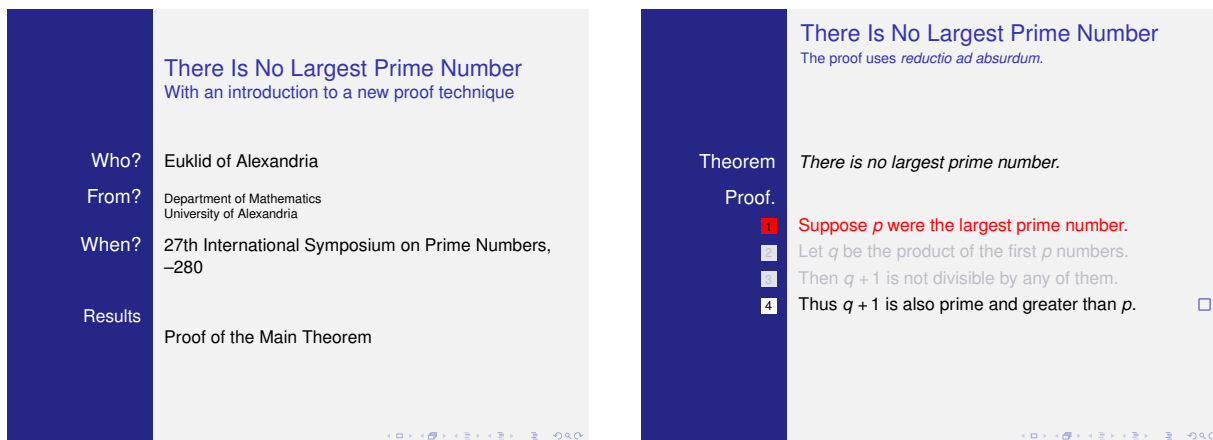 There Is No Largest Prime Number
With an introduction to a new proof technique
Who? Euklid of Alexandria
From? Department of Mathematics
University of Alexandria
When? 27th International Symposium on Prime Numbers,
–280
Results
Proof of the Main Theorem
There Is No Largest Prime Number
The proof uses reductio ad absurdum.
Theorem There is no largest prime number.
Proof.
1 Suppose p were the largest prime number.
2 Let q be the product of the first p numbers.
3 Then q + 1 is not divisible by any of them.
4 Thus q + 1 is also prime and greater than p. □